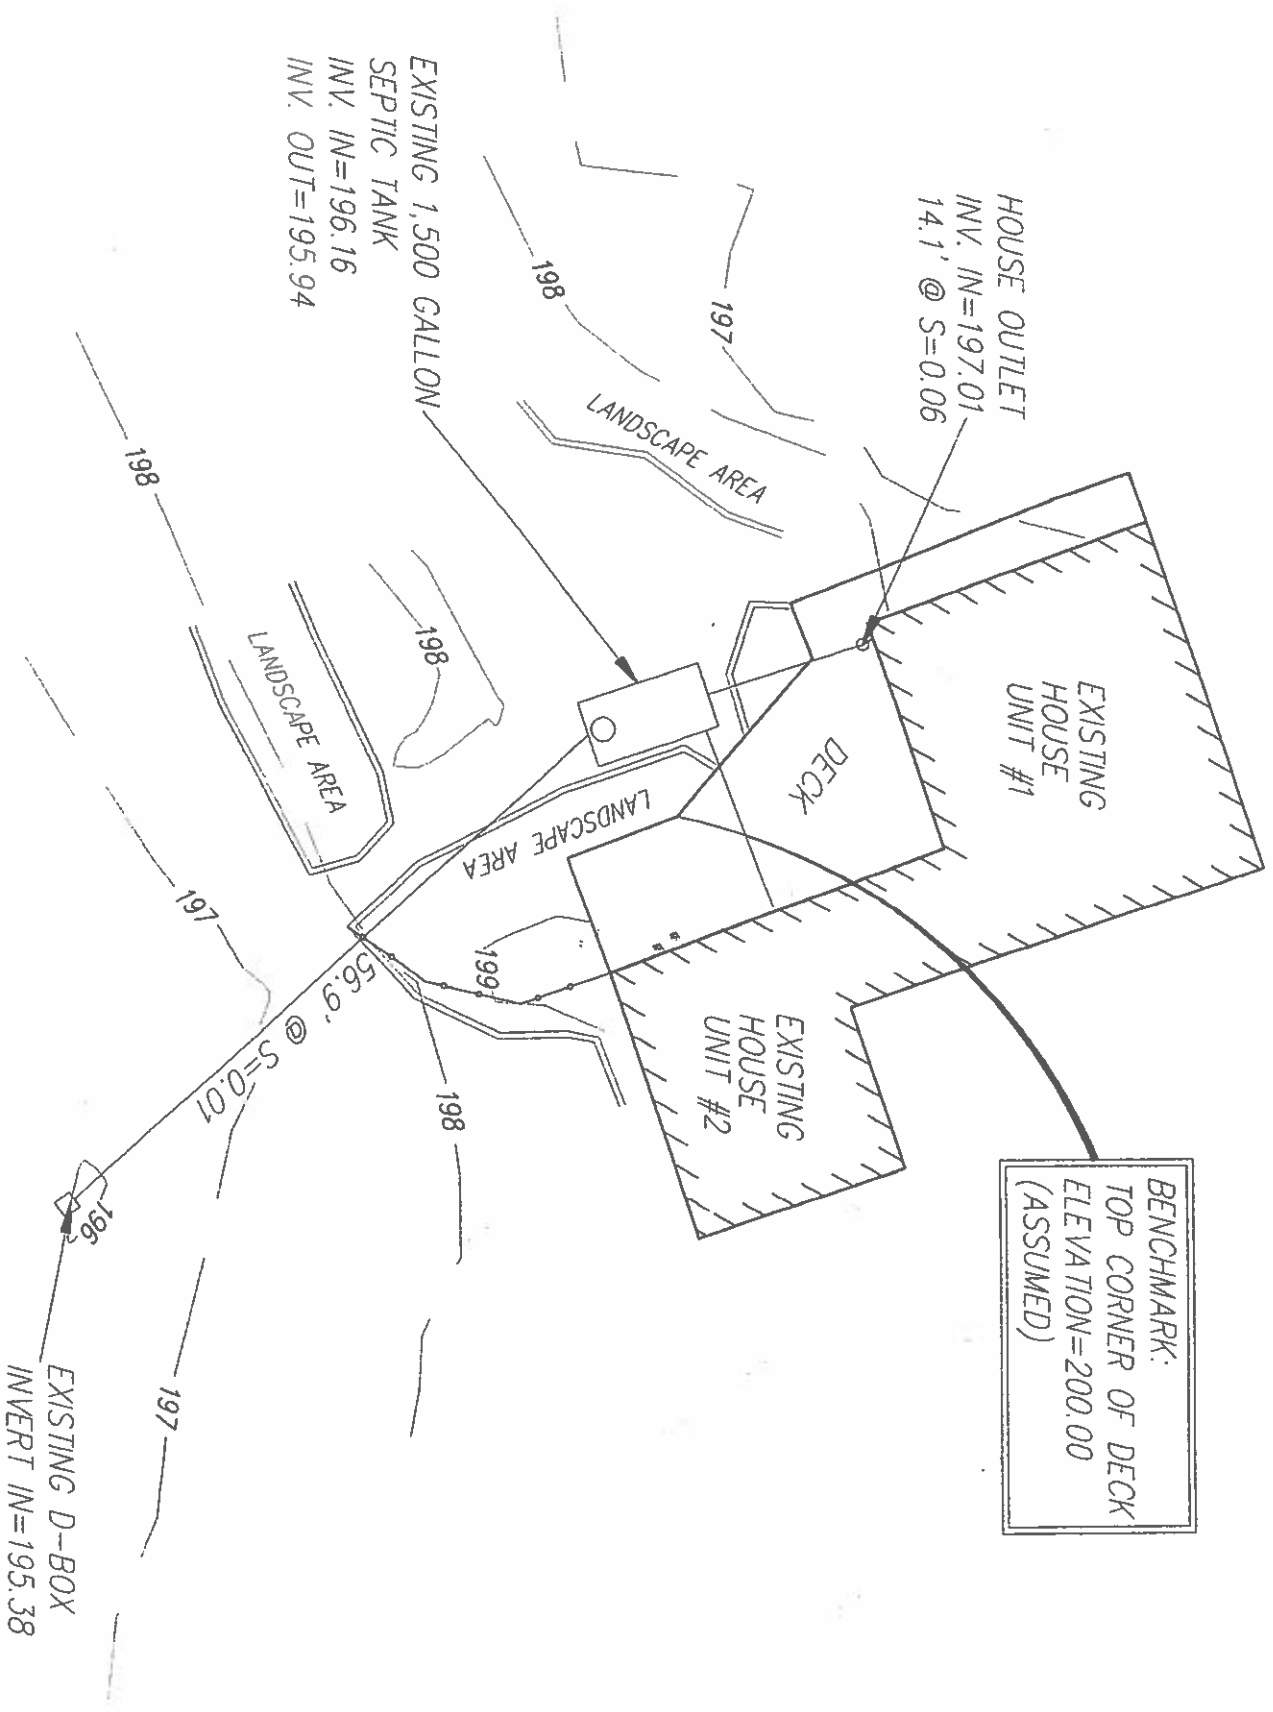 HOUSE OUTLET
INV. IN=197.01
14.1' @ S=0.06
EXISTING 1,500 GALLON
SEPTIC TANK
INV. IN=196.16
INV. OUT=195.94
197
198
LANDSCAPE AREA
EXISTING
HOUSE
UNIT #1
DECK
BENCHMARK:
TOP CORNER OF DECK
ELEVATION=200.00
(ASSUMED)
EXISTING
HOUSE
UNIT #2
LANDSCAPE AREA
199
198
198
LANDSCAPE AREA
198
197
56.9' @ S=0.01
196
197
EXISTING D-BOX
INVERT IN=195.38